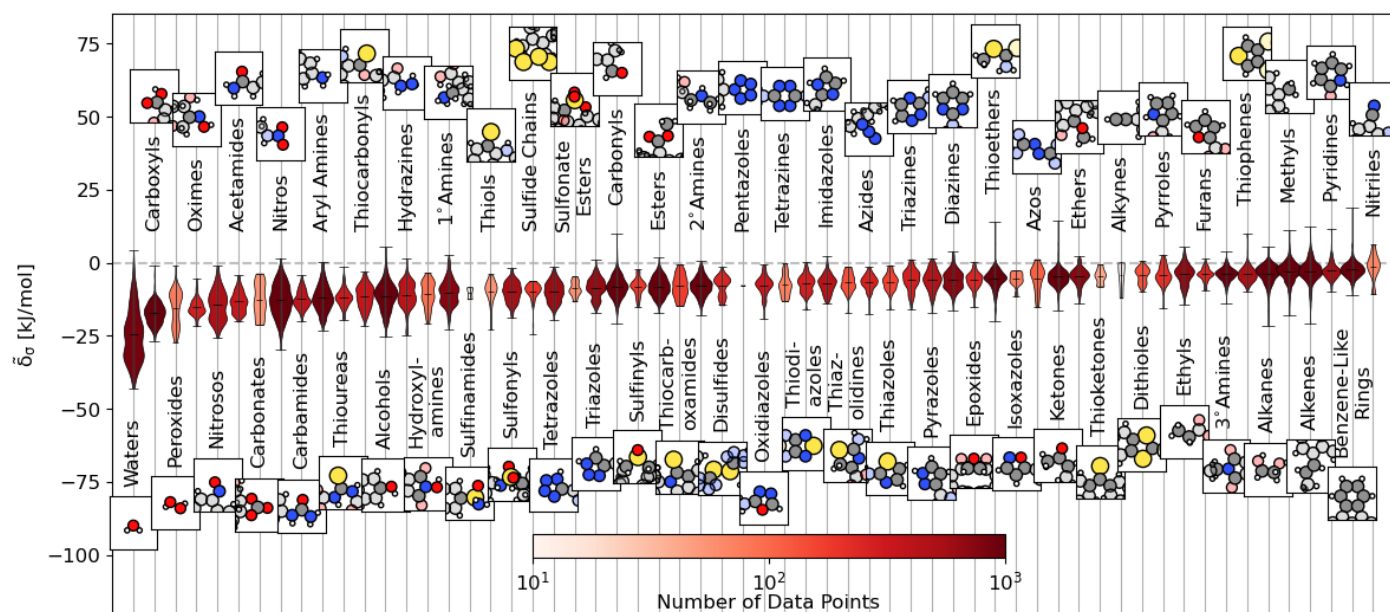 75
50
25
0
−25
−50
−75
−100
δ̃σ [kJ/mol]
Carboxyls
Oximes
Acetamides
Nitros
Aryl Amines
Thiocarbonyls
Hydrazines
1°Amines
Thiols
Sulfide Chains
Sulfonate
Esters
Carbonyls
Esters
2°Amines
Pentazoles
Tetrazines
Imidazoles
Azides
Triazines
Diazines
Thioethers
Azos
Ethers
Alkynes
Pyrroles
Furans
Thiophenes
Methyls
Pyridines
Nitriles
Waters
Peroxides
Nitrosos
Carbonates
Carbamides
Thioureas
Alcohols
Hydroxyl-
amines
Sulfinamides
Sulfonyls
Tetrazoles
Triazoles
Sulfinyls
Thiocarb-
oxamides
Disulfides
Oxidiazoles
Thiodi-
azoles
Thiaz-
olidines
Thiazoles
Pyrazoles
Epoxides
Isoxazoles
Ketones
Thioketones
Dithioles
Ethyls
3°Amines
Alkanes
Alkenes
Benzene-Like
Rings
10¹
10²
10³
Number of Data Points